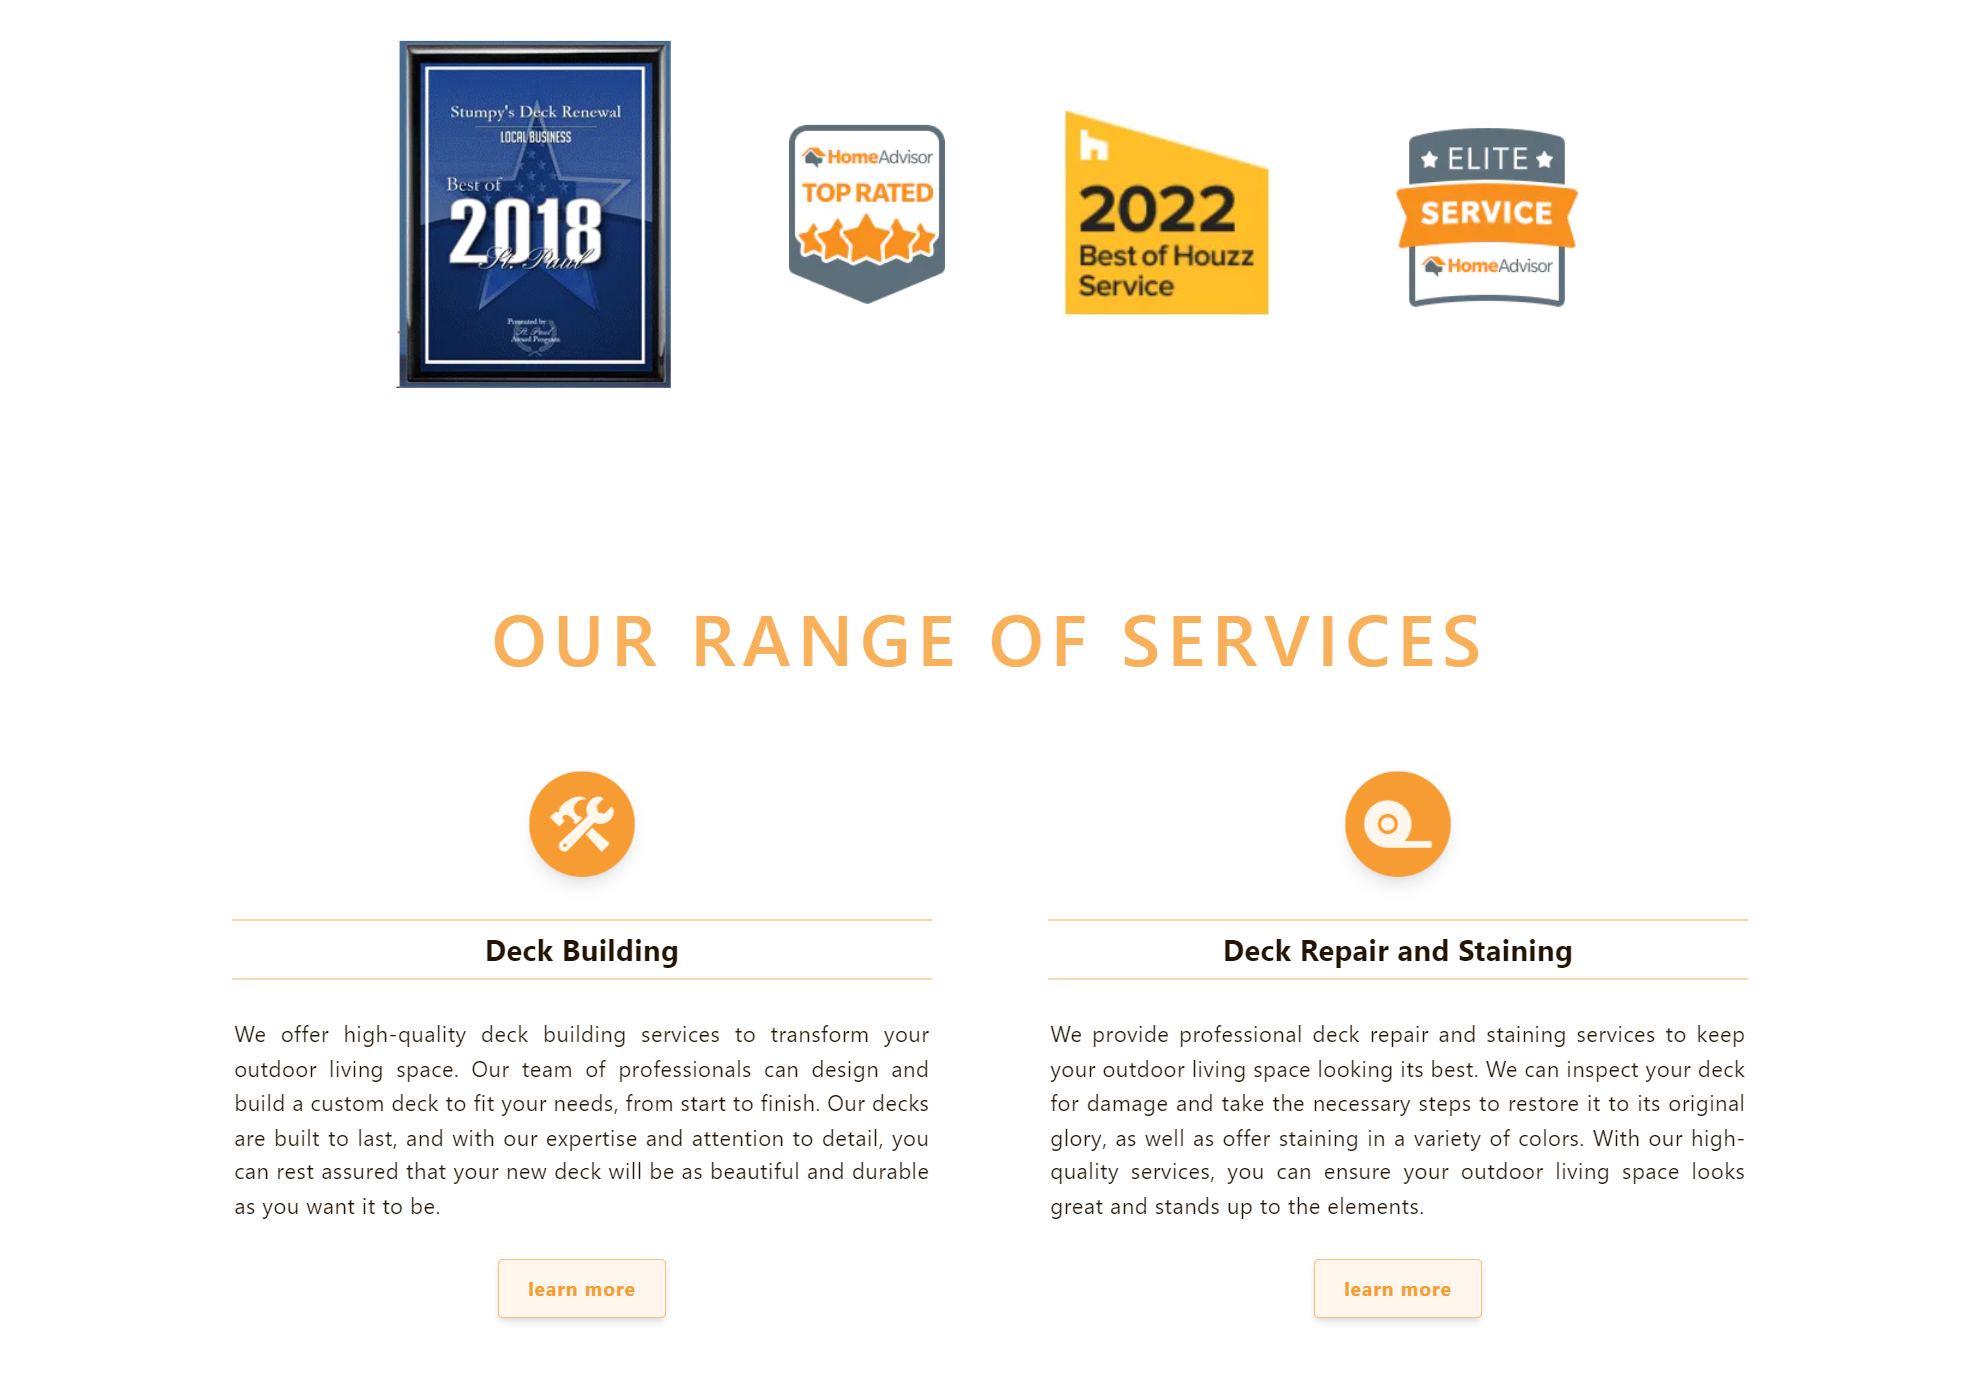 Stumpy's Deck Renewal
LOCAL BUSINESS
Best of
2018
St. Paul
Presented by
St. Paul
Award Program
HomeAdvisor
TOP RATED
2022
Best of Houzz
Service
ELITE
SERVICE
HomeAdvisor
OUR RANGE OF SERVICES
Deck Building
We offer high-quality deck building services to transform your
outdoor living space. Our team of professionals can design and
build a custom deck to fit your needs, from start to finish. Our decks
are built to last, and with our expertise and attention to detail, you
can rest assured that your new deck will be as beautiful and durable
as you want it to be.
learn more
Deck Repair and Staining
We provide professional deck repair and staining services to keep
your outdoor living space looking its best. We can inspect your deck
for damage and take the necessary steps to restore it to its original
glory, as well as offer staining in a variety of colors. With our high-
quality services, you can ensure your outdoor living space looks
great and stands up to the elements.
learn more